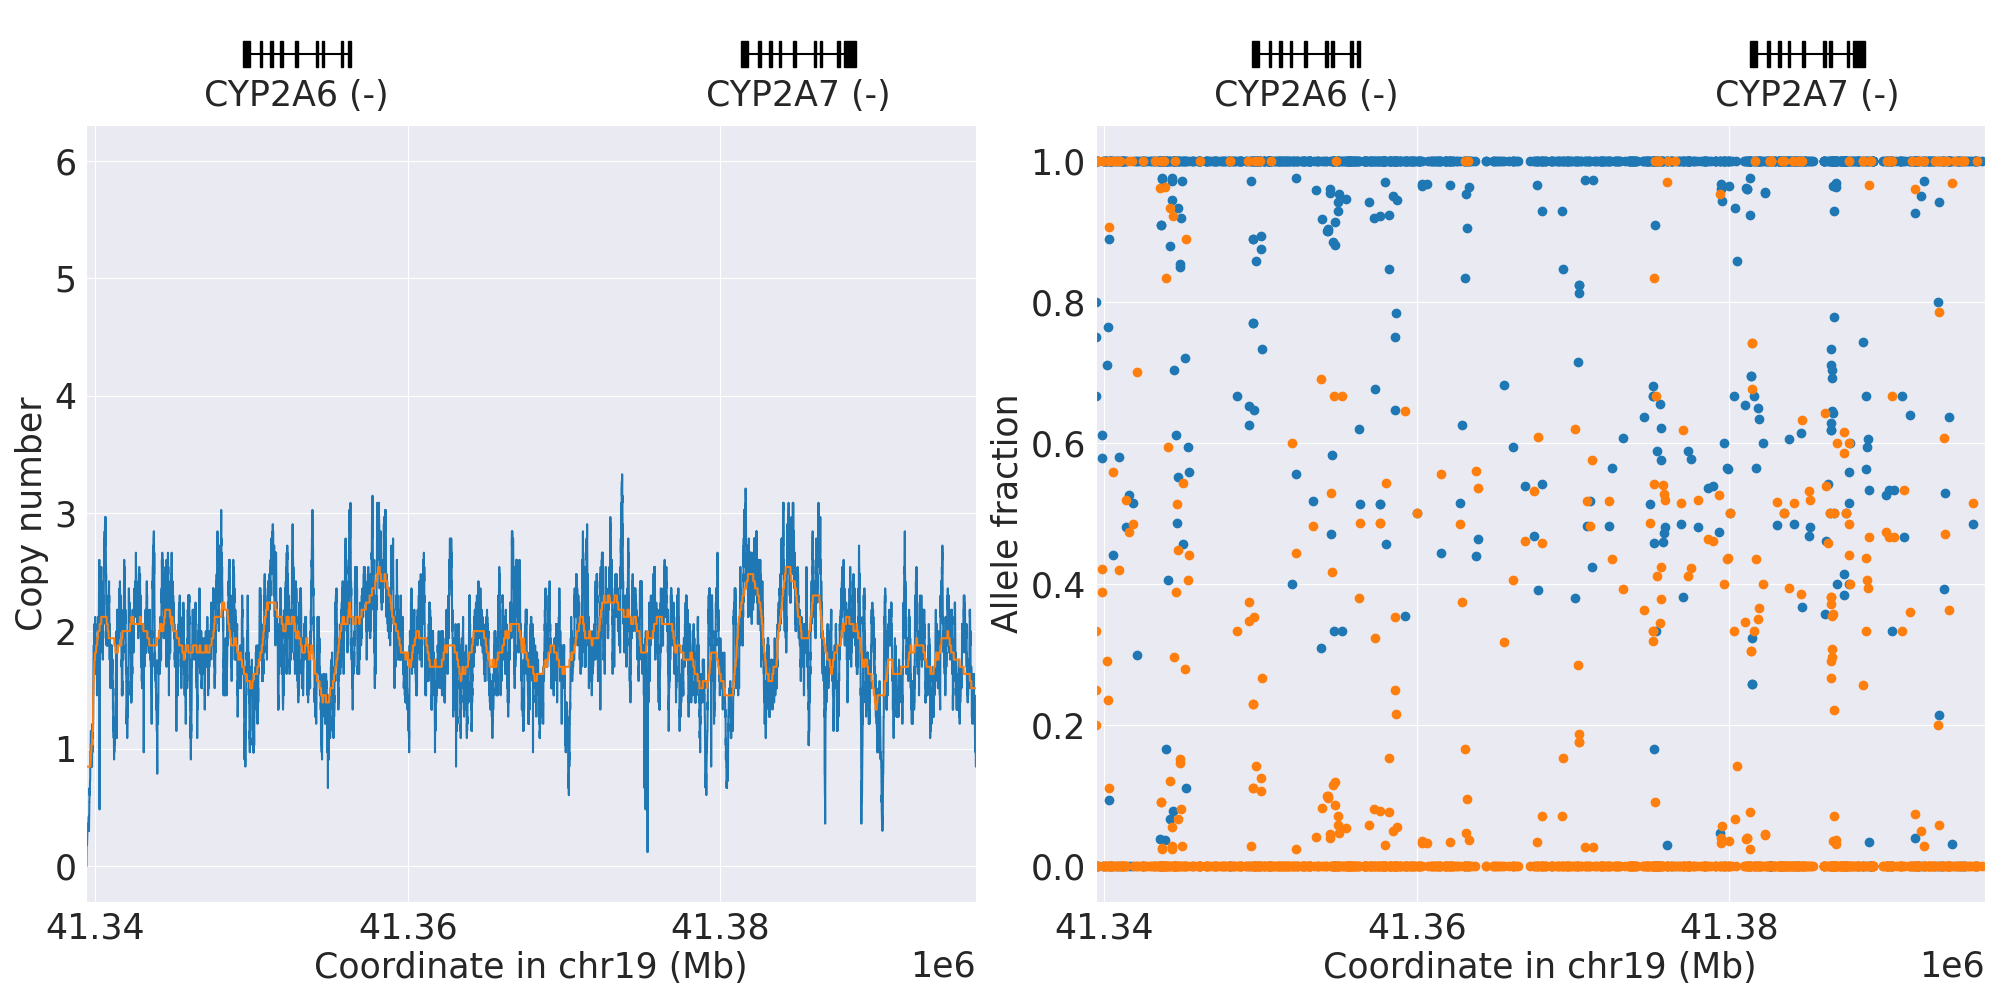 CYP2A6 (-)
CYP2A7 (-)
6
5
4
3
2
1
0
Copy number
41.34
41.36
41.38
Coordinate in chr19 (Mb)
1e6
CYP2A6 (-)
CYP2A7 (-)
1.0
0.8
0.6
0.4
0.2
0.0
Allele fraction
41.34
41.36
41.38
Coordinate in chr19 (Mb)
1e6